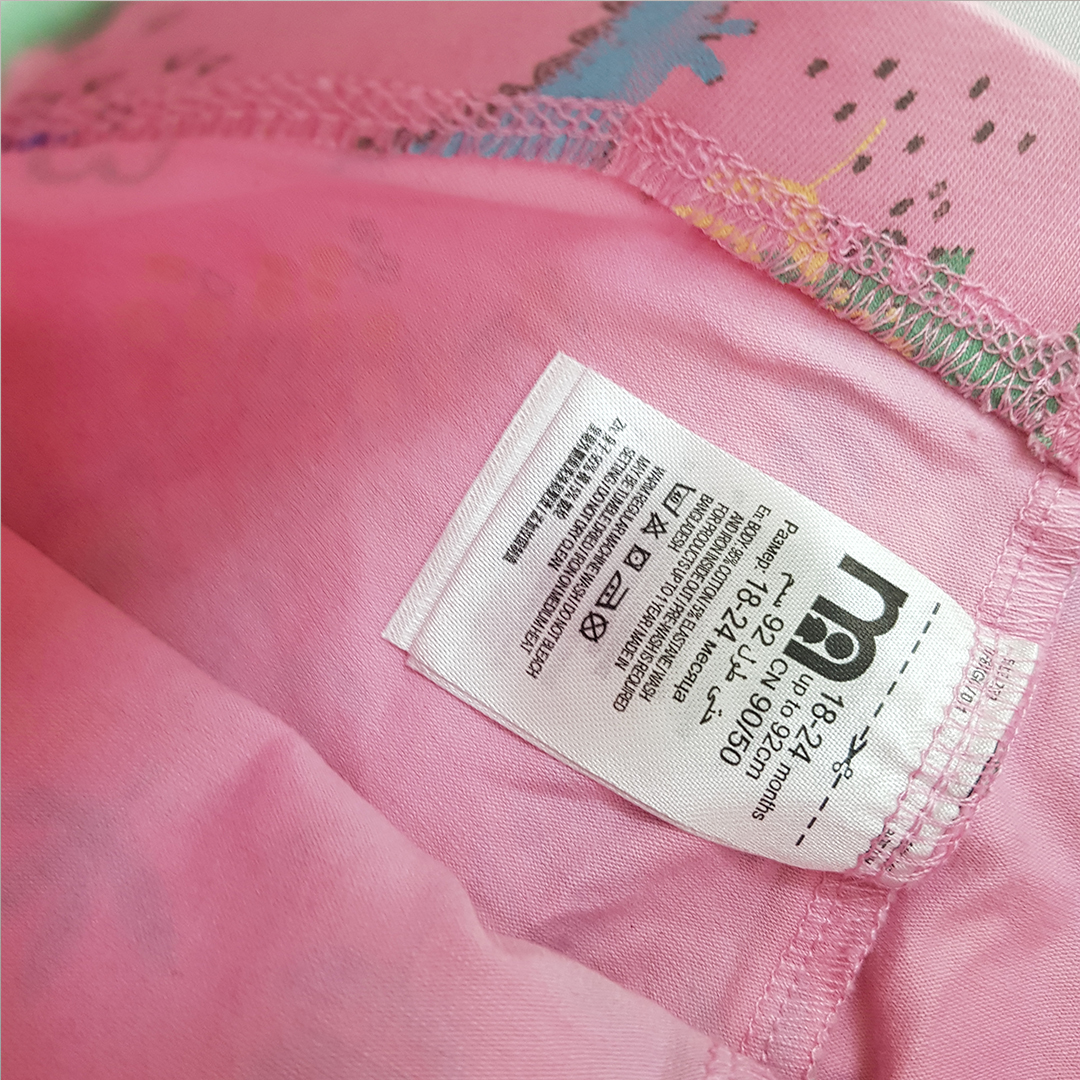 18-24 months
up to 92cm
CN 90/50
92 حتى طول سم
Размер: 18-24 месяца
En: BODY 95% COTTON / 5% ELASTANE / WASH
AND IRON INSIDE OUT / PRE-WASH IS REQUIRED
FOR PRODUCTS UP TO 1 YEAR / MADE IN
BANGLADESH
WARM REGULAR MACHINE WASH / DO NOT BLEACH
MAY BE TUMBLE DRIED / IRON ON MEDIUM HEAT
SETTING / DO NOT DRY CLEAN